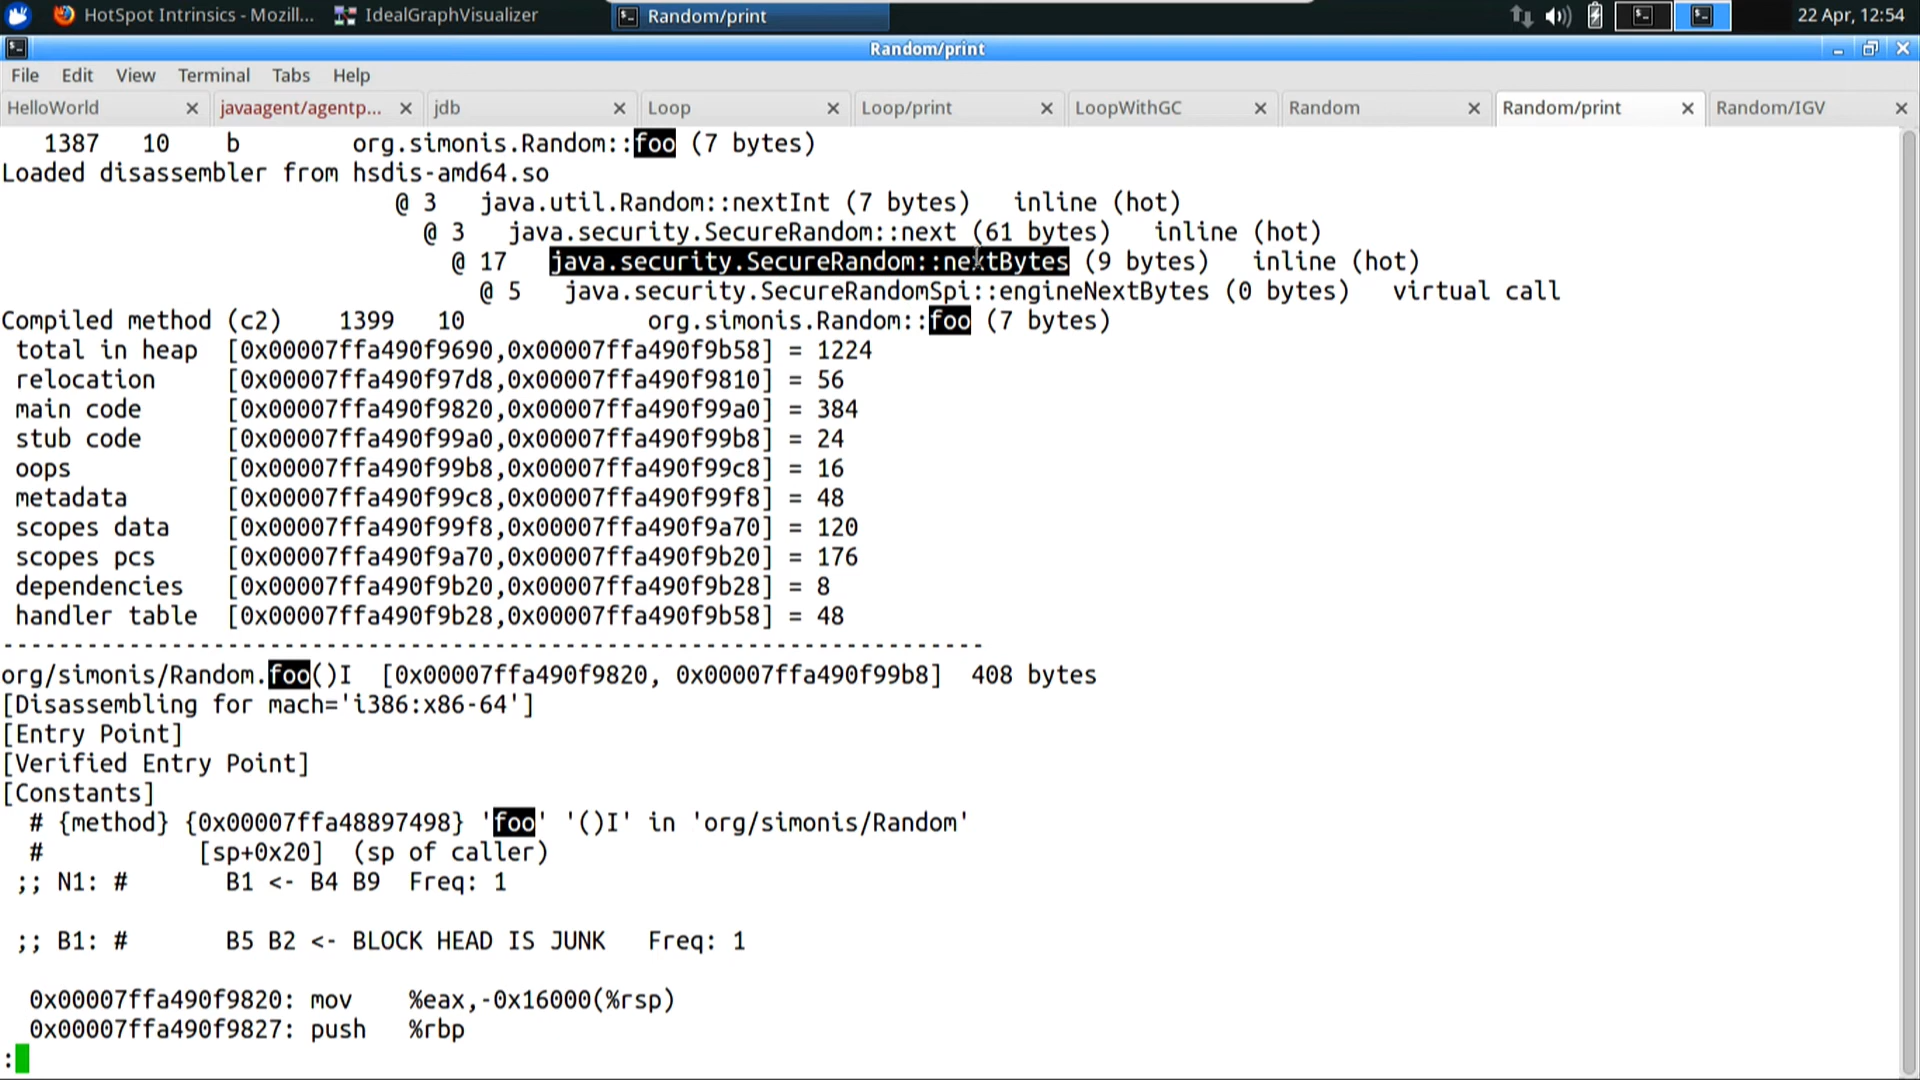 HotSpot Intrinsics - Mozill...
IdealGraphVisualizer
Random/print
22 Apr, 12:54
Random/print
File Edit View Terminal Tabs Help
HelloWorld
javaagent/agentp...
jdb
Loop
Loop/print
LoopWithGC
Random
Random/print
Random/IGV
1387 10 b org.simonis.Random::foo (7 bytes)
Loaded disassembler from hsdis-amd64.so
@ 3 java.util.Random::nextInt (7 bytes) inline (hot)
@ 3 java.security.SecureRandom::next (61 bytes) inline (hot)
@ 17 java.security.SecureRandom::nextBytes (9 bytes) inline (hot)
@ 5 java.security.SecureRandomSpi::engineNextBytes (0 bytes) virtual call
Compiled method (c2) 1399 10 org.simonis.Random::foo (7 bytes)
total in heap [0x00007ffa490f9690,0x00007ffa490f9b58] = 1224
relocation [0x00007ffa490f97d8,0x00007ffa490f9810] = 56
main code [0x00007ffa490f9820,0x00007ffa490f99a0] = 384
stub code [0x00007ffa490f99a0,0x00007ffa490f99b8] = 24
oops [0x00007ffa490f99b8,0x00007ffa490f99c8] = 16
metadata [0x00007ffa490f99c8,0x00007ffa490f99f8] = 48
scopes data [0x00007ffa490f99f8,0x00007ffa490f9a70] = 120
scopes pcs [0x00007ffa490f9a70,0x00007ffa490f9b20] = 176
dependencies [0x00007ffa490f9b20,0x00007ffa490f9b28] = 8
handler table [0x00007ffa490f9b28,0x00007ffa490f9b58] = 48
----------------------------------------------------------------------
org/simonis/Random.foo()I [0x00007ffa490f9820, 0x00007ffa490f99b8] 408 bytes
[Disassembling for mach='i386:x86-64']
[Entry Point]
[Verified Entry Point]
[Constants]
# {method} {0x00007ffa48897498} 'foo' '()I' in 'org/simonis/Random'
# [sp+0x20] (sp of caller)
;; N1: # B1 <- B4 B9 Freq: 1
;; B1: # B5 B2 <- BLOCK HEAD IS JUNK Freq: 1
0x00007ffa490f9820: mov %eax,-0x16000(%rsp)
0x00007ffa490f9827: push %rbp
: